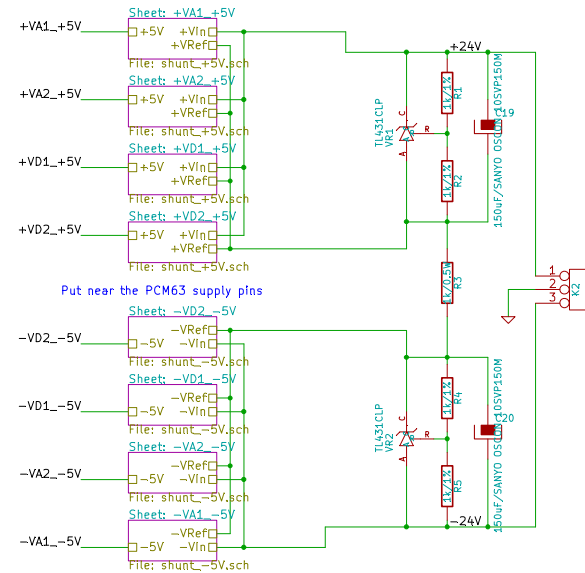 Sheet: +VA1_+5V
+VA1_+5V
+5V
+Vin
+VRef
File: shunt_+5V.sch
Sheet: +VA2_+5V
+VA2_+5V
+5V
+Vin
+VRef
File: shunt_+5V.sch
Sheet: +VD1_+5V
+VD1_+5V
+5V
+Vin
+VRef
File: shunt_+5V.sch
Sheet: +VD2_+5V
+VD2_+5V
+5V
+Vin
+VRef
File: shunt_+5V.sch
Put near the PCM63 supply pins
Sheet: -VD2_-5V
-VRef
-VD2_-5V
-5V
-Vin
File: shunt_-5V.sch
Sheet: -VD1_-5V
-VRef
-VD1_-5V
-5V
-Vin
File: shunt_-5V.sch
Sheet: -VA2_-5V
-VRef
-VA2_-5V
-5V
-Vin
File: shunt_-5V.sch
Sheet: -VA1_-5V
-VRef
-VA1_-5V
-5V
-Vin
File: shunt_-5V.sch
+24V
1k/1%
R1
TL431CLP
VR1
C
A
R
1k/1%
R2
c19
150uF/SANYO OSCON 10SVP150M
1k/0.5W
R3
1
2
3
K2
1k/1%
R4
TL431CLP
VR2
C
A
R
1k/1%
R5
c20
150uF/SANYO OSCON 10SVP150M
-24V